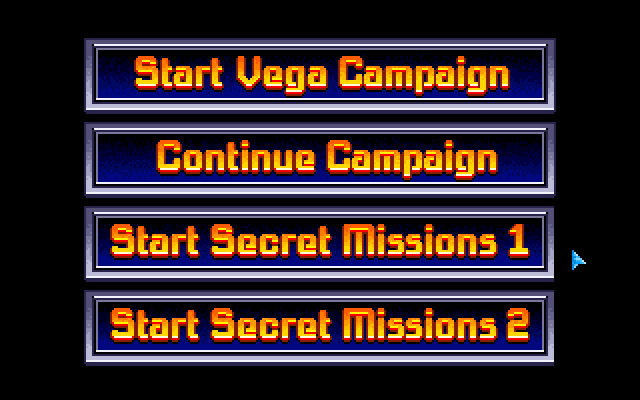 Start Vega Campaign
Continue Campaign
Start Secret Missions 1
Start Secret Missions 2